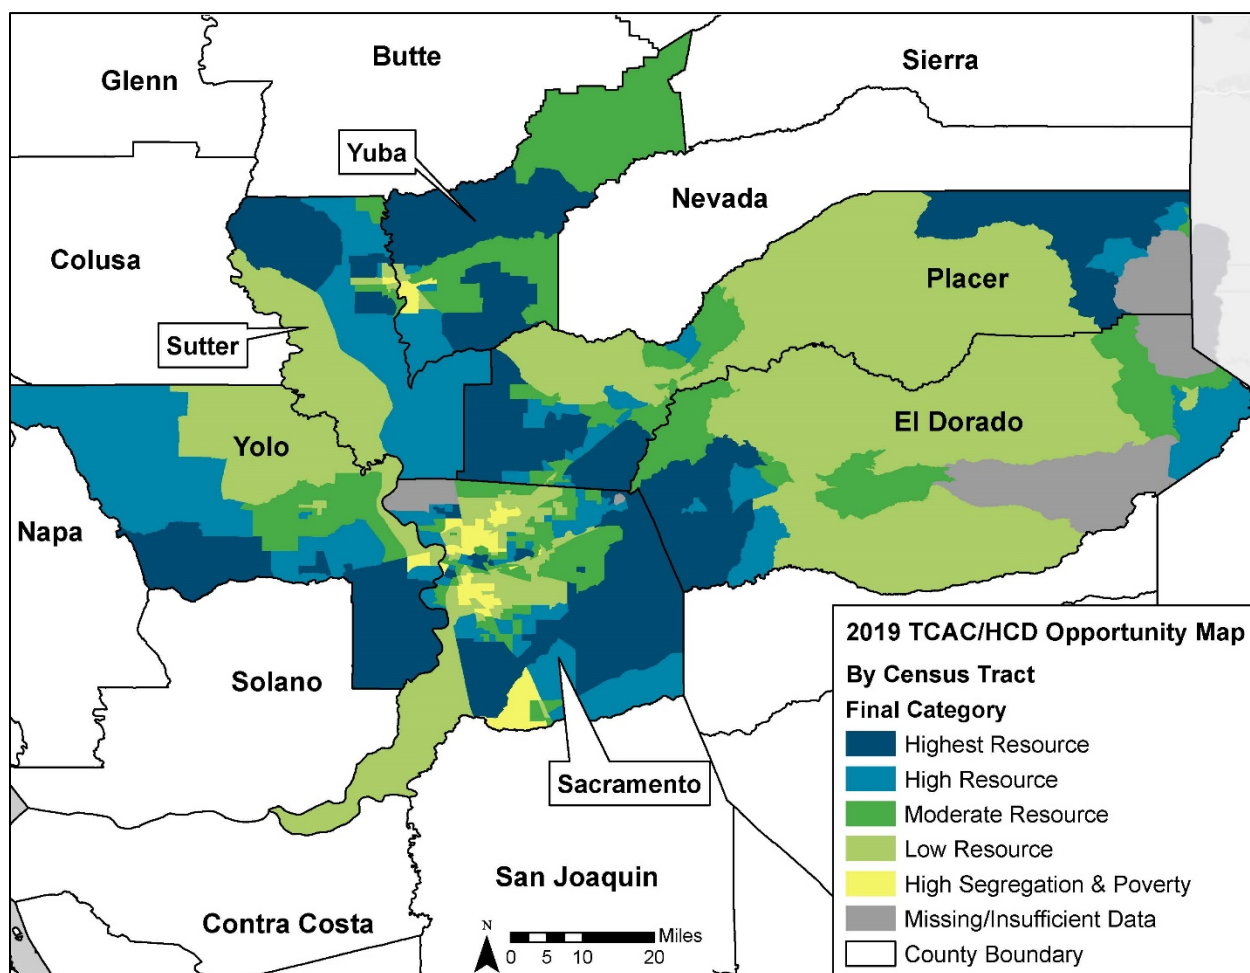 Butte
Glenn
Sierra
Yuba
Nevada
Colusa
Placer
Sutter
Yolo
El Dorado
Napa
Solano
Sacramento
San Joaquin
Contra Costa
N
0 5 10 20
Miles
2019 TCAC/HCD Opportunity Map
By Census Tract
Final Category
Highest Resource
High Resource
Moderate Resource
Low Resource
High Segregation & Poverty
Missing/Insufficient Data
County Boundary